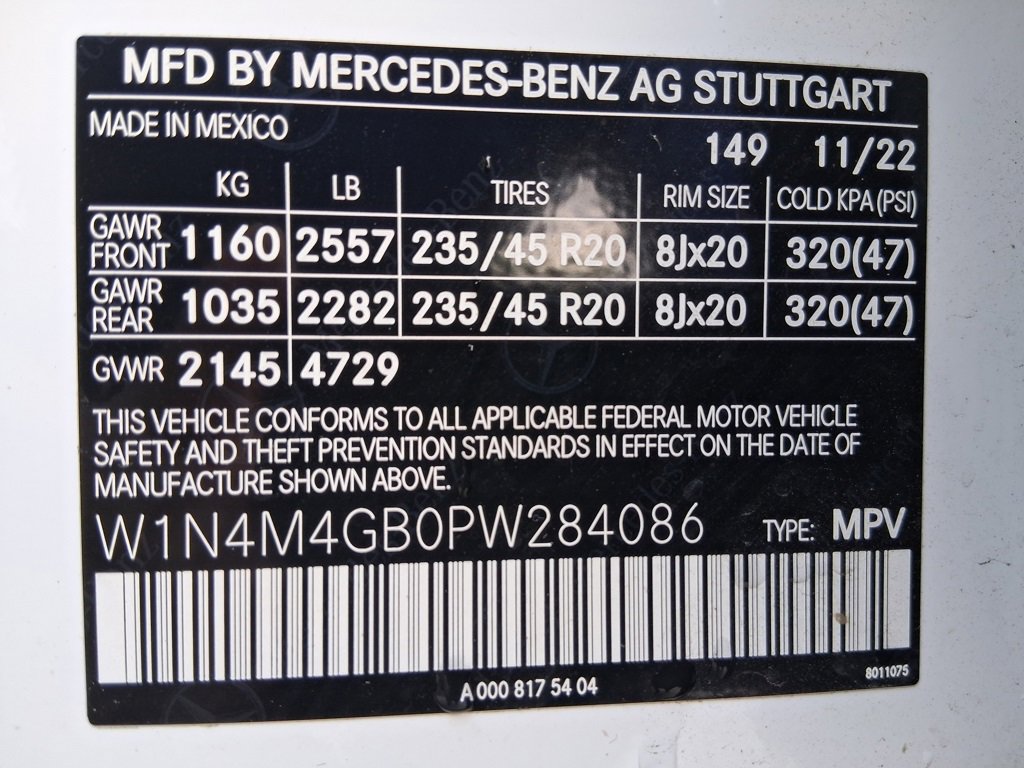 MFD BY MERCEDES-BENZ AG STUTTGART
MADE IN MEXICO
149 11/22
KG LB TIRES RIM SIZE COLD KPA (PSI)
GAWR FRONT 1160 2557 235/45 R20 8Jx20 320(47)
GAWR REAR 1035 2282 235/45 R20 8Jx20 320(47)
GVWR 2145 4729
THIS VEHICLE CONFORMS TO ALL APPLICABLE FEDERAL MOTOR VEHICLE
SAFETY AND THEFT PREVENTION STANDARDS IN EFFECT ON THE DATE OF
MANUFACTURE SHOWN ABOVE.
W1N4M4GB0PW284086 TYPE: MPV
8011075
A 000 817 54 04